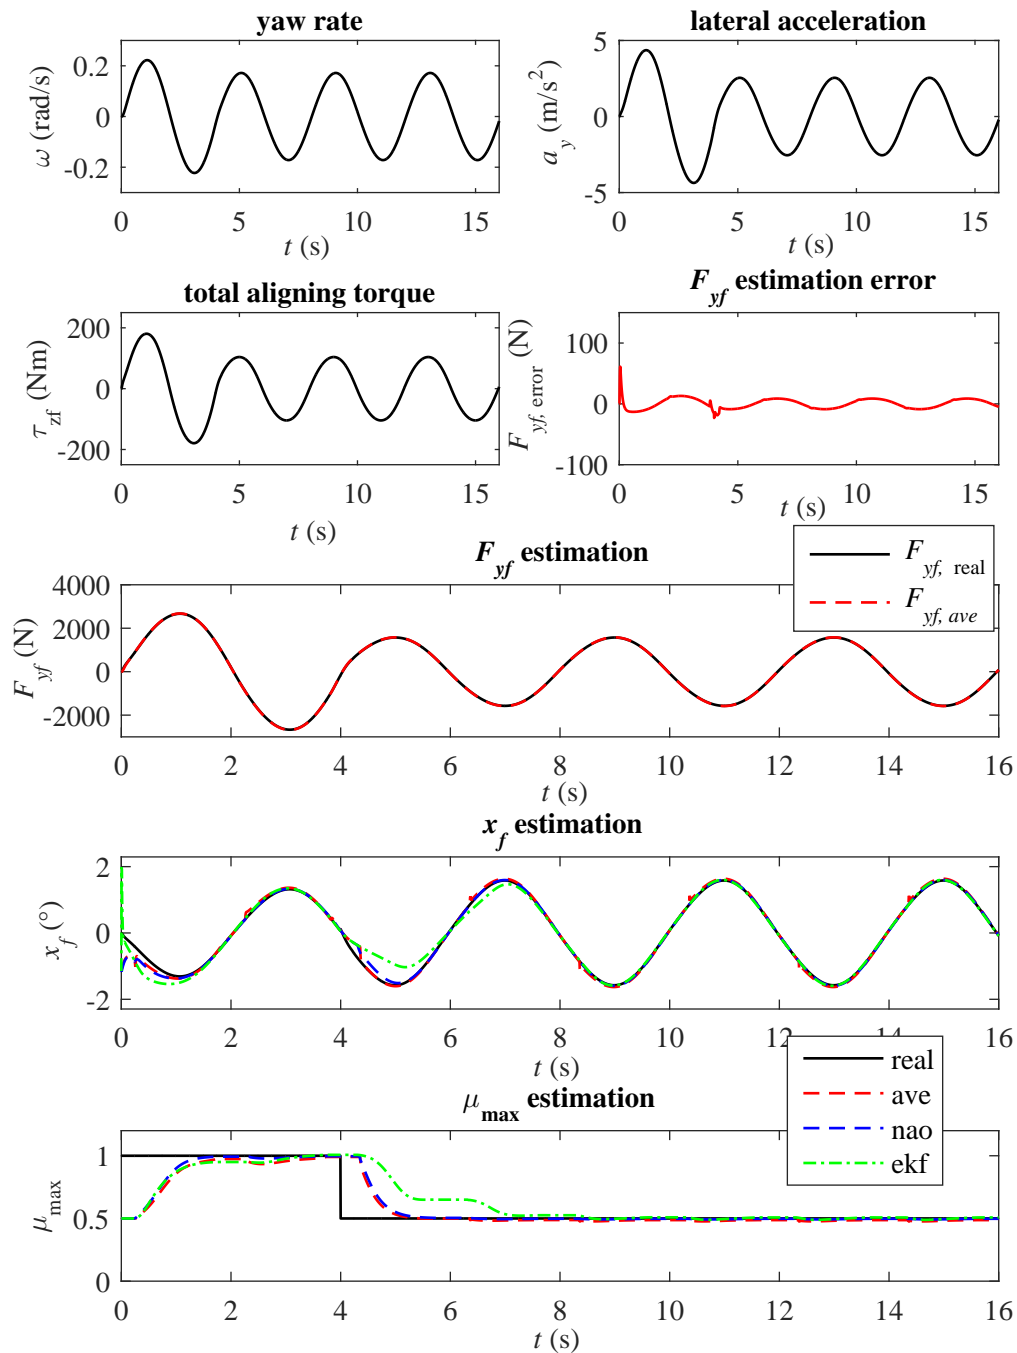 yaw rate
ω (rad/s)
0.2
0
-0.2
0 5 10 15
t (s)
lateral acceleration
a_y (m/s²)
5
0
-5
0 5 10 15
t (s)
total aligning torque
τ_zf (Nm)
200
0
-200
0 5 10 15
t (s)
F_yf estimation error
F_yf, error (N)
100
0
-100
0 5 10 15
t (s)
F_yf estimation
F_yf, real
F_yf, ave
F_yf (N)
4000
2000
0
-2000
0 2 4 6 8 10 12 14 16
t (s)
x_f estimation
x_f (°)
2
0
-2
0 2 4 6 8 10 12 14 16
t (s)
real
ave
nao
ekf
μ_max estimation
μ_max
1
0.5
0
0 2 4 6 8 10 12 14 16
t (s)